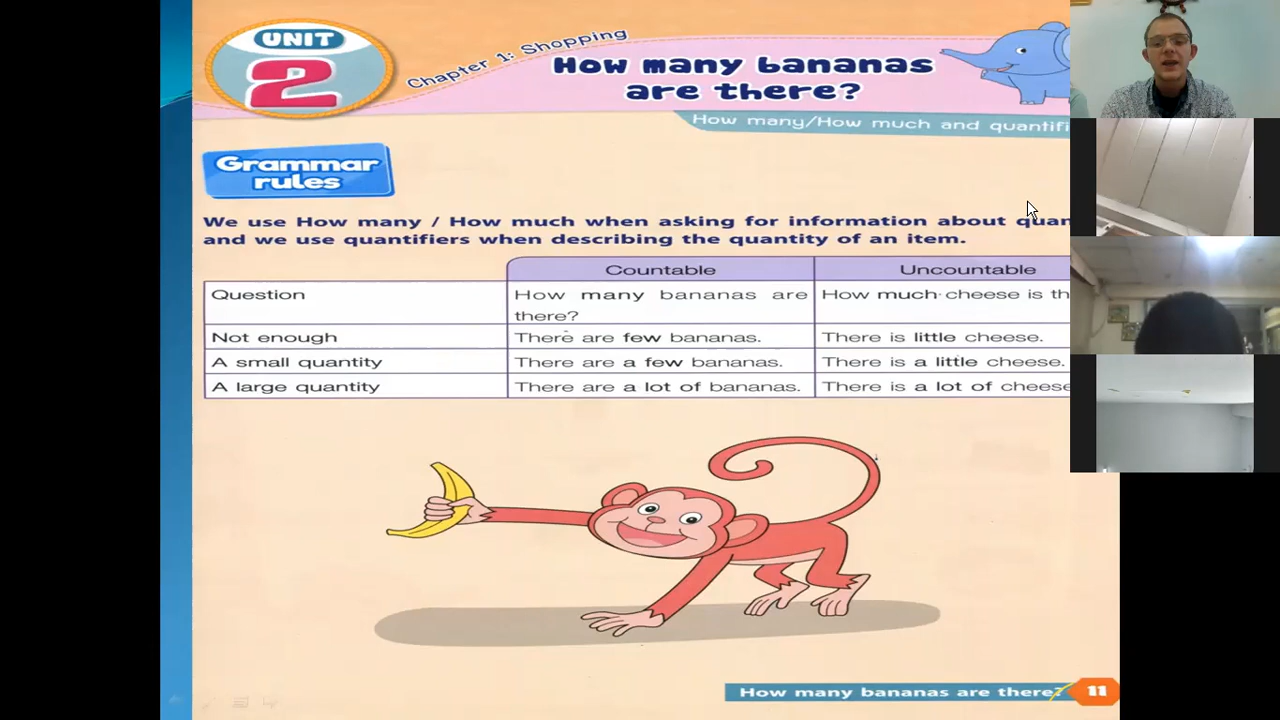 UNIT
2
Chapter 1: Shopping
How many bananas
are there?
How many/How much and
Grammar
rules
We use How many / How much when asking for information about
and we use quantifiers when describing the quantity of an item.
Countable Uncountable
Question How many bananas are How much cheese is
there?
Not enough There are few bananas. There is little cheese.
A small quantity There are a few bananas. There is a little cheese.
A large quantity There are a lot of bananas. There is a lot of cheese
How many bananas are there?
11